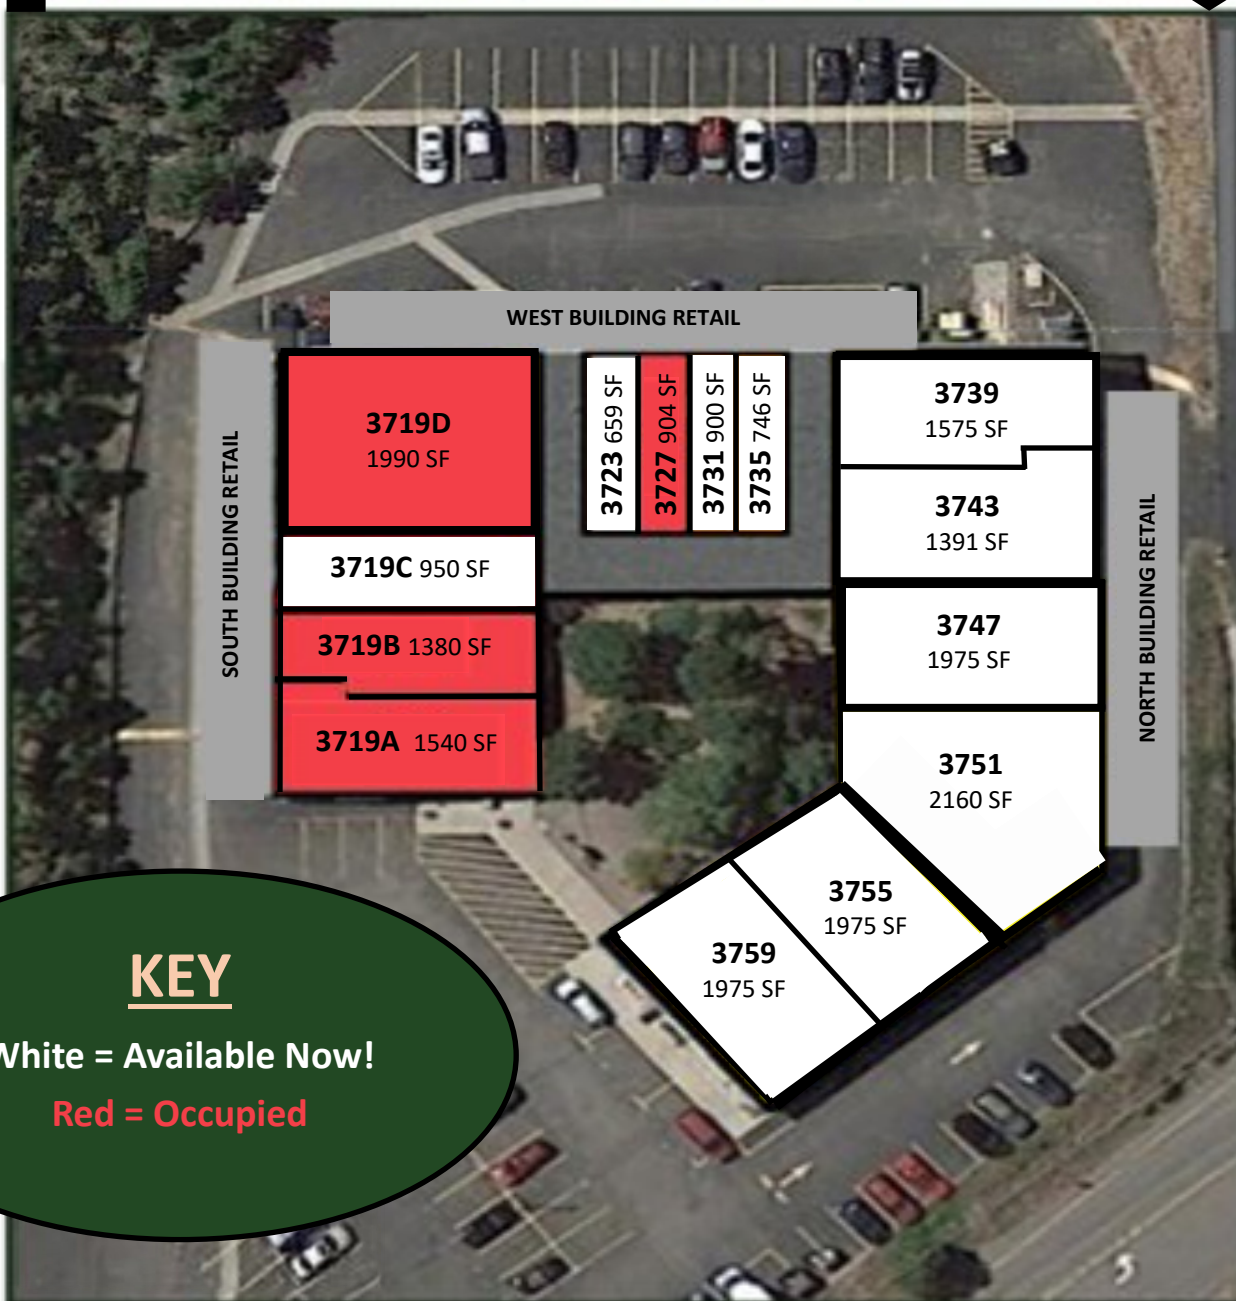 WEST BUILDING RETAIL
SOUTH BUILDING RETAIL
NORTH BUILDING RETAIL
3719D
1990 SF
3719C 950 SF
3719B 1380 SF
3719A 1540 SF
3723 659 SF
3727 904 SF
3731 900 SF
3735 746 SF
3739
1575 SF
3743
1391 SF
3747
1975 SF
3751
2160 SF
3755
1975 SF
3759
1975 SF
KEY
White = Available Now!
Red = Occupied